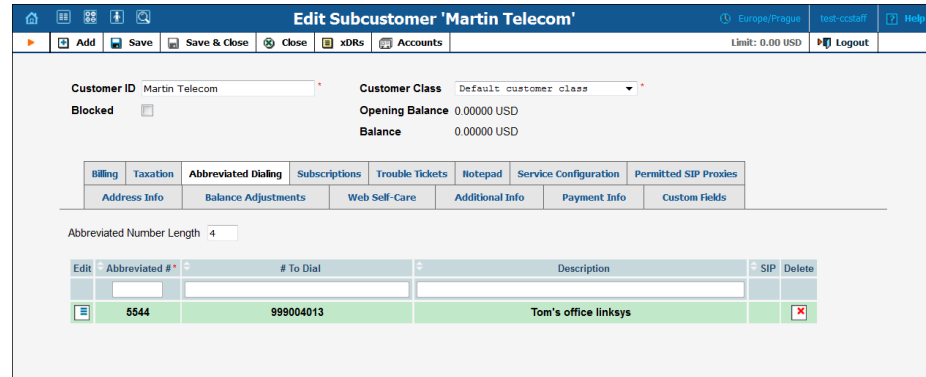 Edit Subcustomer 'Martin Telecom' Europe/Prague test-ccstaff ? Help
Add Save Save & Close Close xDRs Accounts Limit: 0.00 USD Logout
Customer ID Martin Telecom * Customer Class Default customer class *
Blocked Opening Balance 0.00000 USD
Balance 0.00000 USD
Billing Taxation Abbreviated Dialing Subscriptions Trouble Tickets Notepad Service Configuration Permitted SIP Proxies
Address Info Balance Adjustments Web Self-Care Additional Info Payment Info Custom Fields
Abbreviated Number Length 4
Edit Abbreviated #* # To Dial Description SIP Delete
5544 999004013 Tom's office linksys